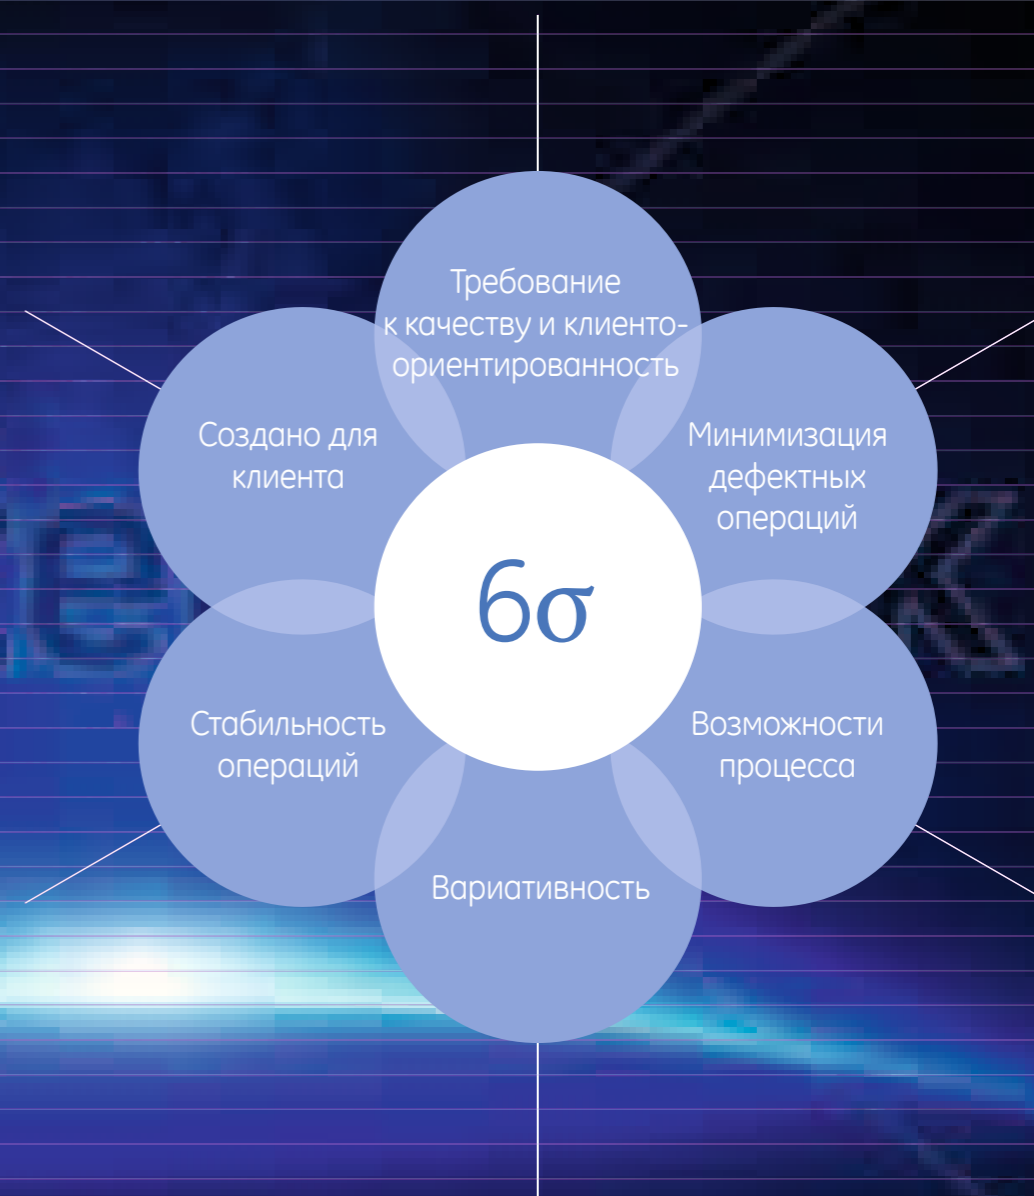 Требование
к качеству и клиенто-
ориентированность
Минимизация
дефектных
операций
Возможности
процесса
Вариативность
Стабильность
операций
Создано для
клиента
6σ